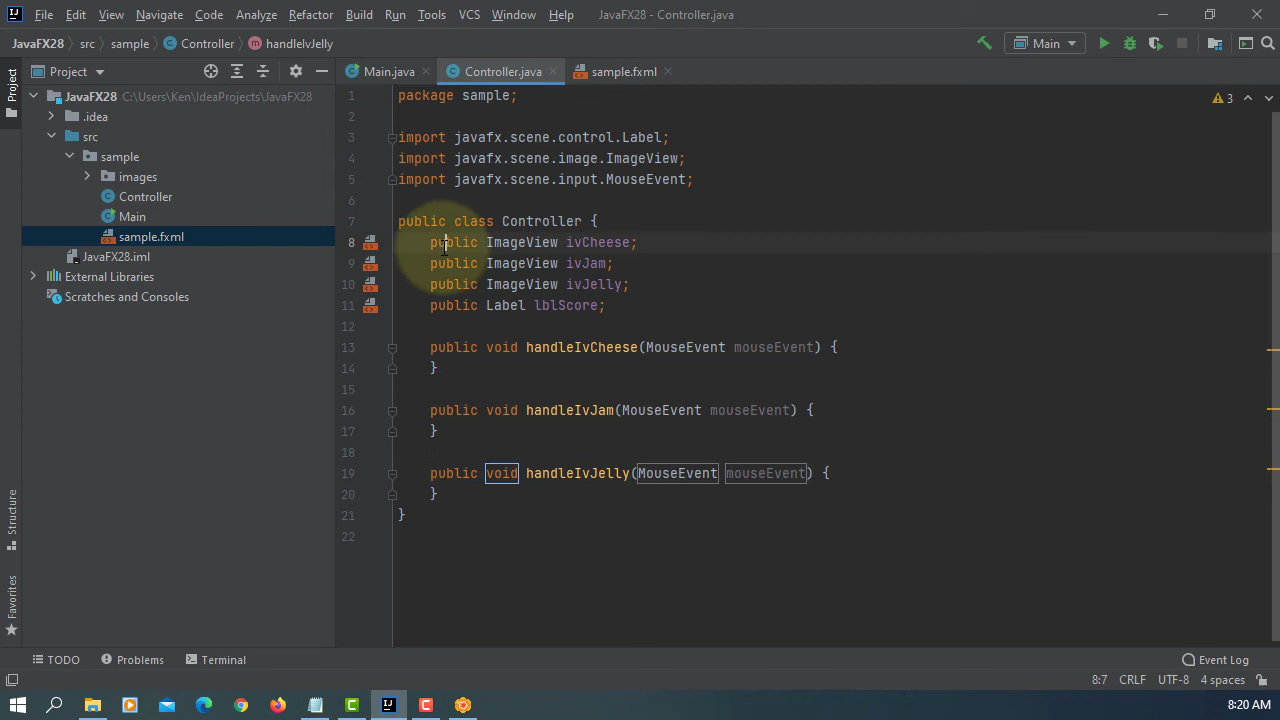 File Edit View Navigate Code Analyze Refactor Build Run Tools VCS Window Help JavaFX28 - Controller.java
JavaFX28 src sample Controller handleIvJelly Main
Project
Main.java Controller.java sample.fxml
Project
JavaFX28 C:\Users\Ken\IdeaProjects\JavaFX28
.idea
src
sample
images
Controller
Main
sample.fxml
JavaFX28.iml
External Libraries
Scratches and Consoles
Structure
Favorites
3
1 package sample;
2
3 import javafx.scene.control.Label;
4 import javafx.scene.image.ImageView;
5 import javafx.scene.input.MouseEvent;
6
7 public class Controller {
8 public ImageView ivCheese;
9 public ImageView ivJam;
10 public ImageView ivJelly;
11 public Label lblScore;
12
13 public void handleIvCheese(MouseEvent mouseEvent) {
14 }
15
16 public void handleIvJam(MouseEvent mouseEvent) {
17 }
18
19 public void handleIvJelly(MouseEvent mouseEvent) {
20 }
21 }
22
TODO Problems Terminal Event Log
8:7 CRLF UTF-8 4 spaces
8:20 AM